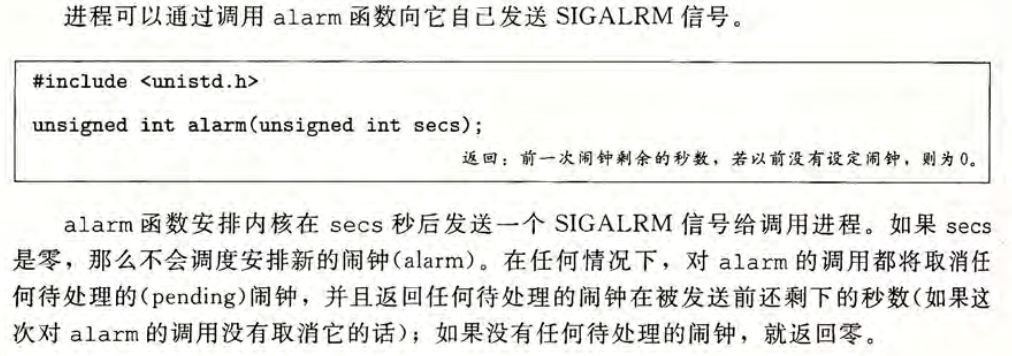 进程可以通过调用 alarm 函数向它自己发送 SIGALRM 信号。
#include <unistd.h>
unsigned int alarm(unsigned int secs);
返回：前一次闹钟剩余的秒数，若以前没有设定闹钟，则为 0。
alarm 函数安排内核在 secs 秒后发送一个 SIGALRM 信号给调用进程。如果 secs
是零，那么不会调度安排新的闹钟(alarm)。在任何情况下，对 alarm 的调用都将取消任
何待处理的(pending)闹钟，并且返回任何待处理的闹钟在被发送前还剩下的秒数(如果这
次对 alarm 的调用没有取消它的话)；如果没有任何待处理的闹钟，就返回零。